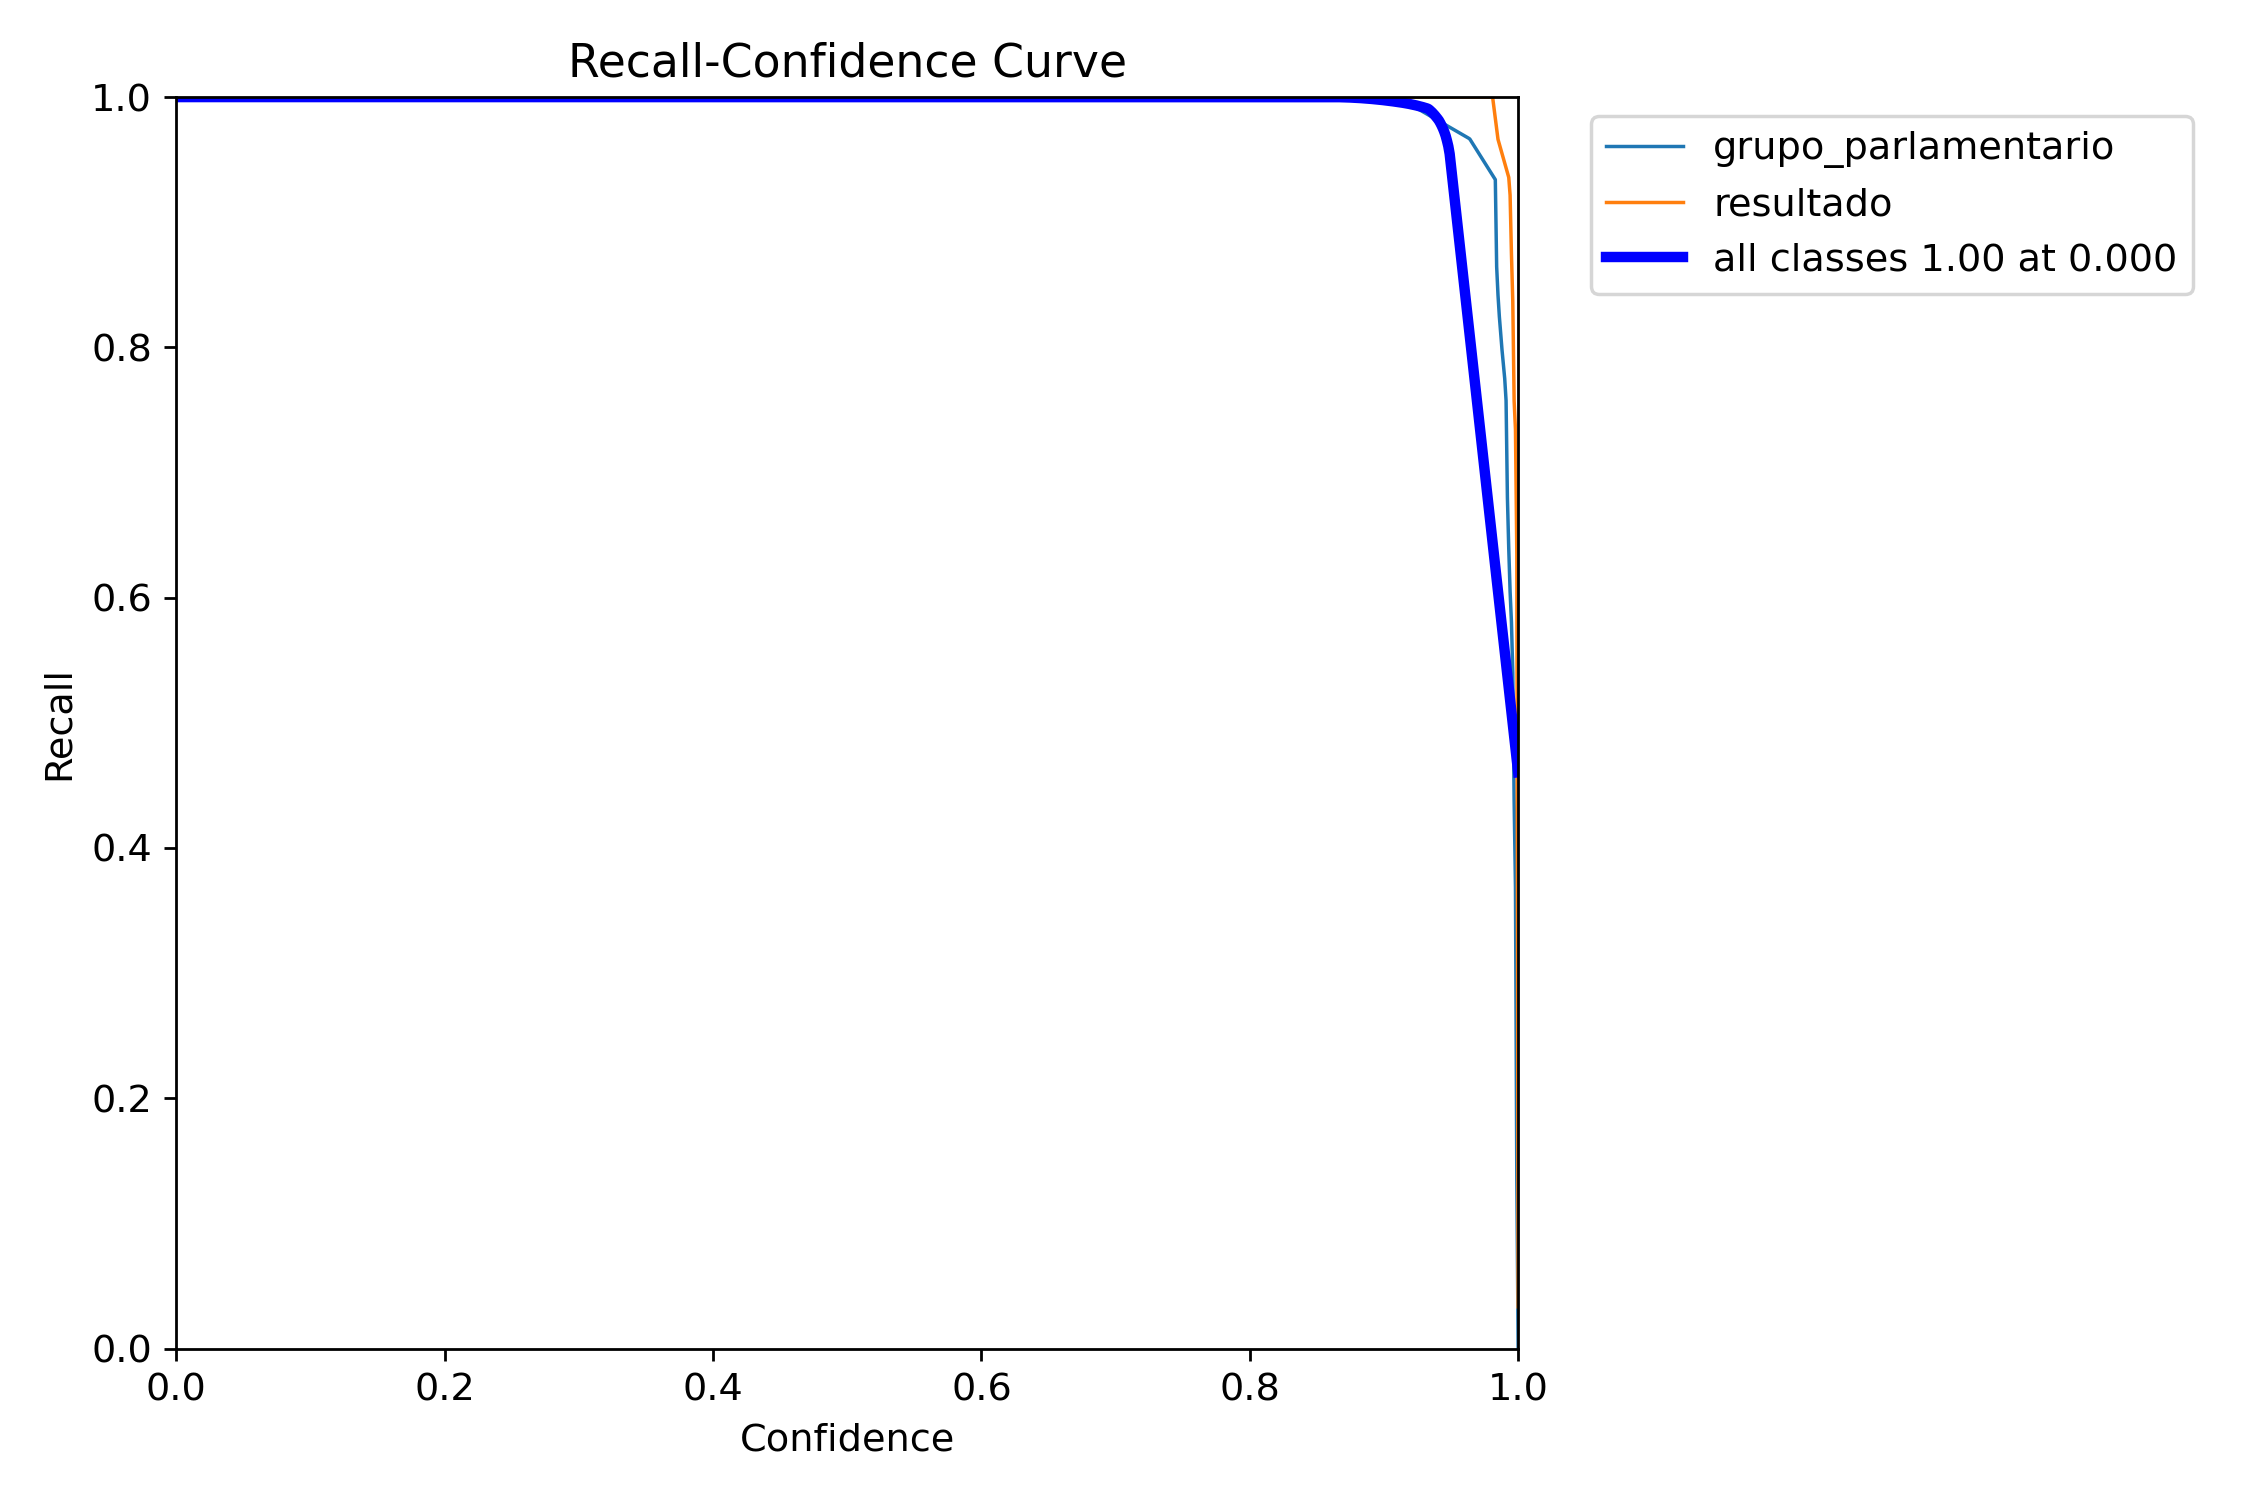 Recall-Confidence Curve
1.0
0.8
0.6
0.4
0.2
0.0
Recall
0.0 0.2 0.4 0.6 0.8 1.0
Confidence
grupo_parlamentario
resultado
all classes 1.00 at 0.000